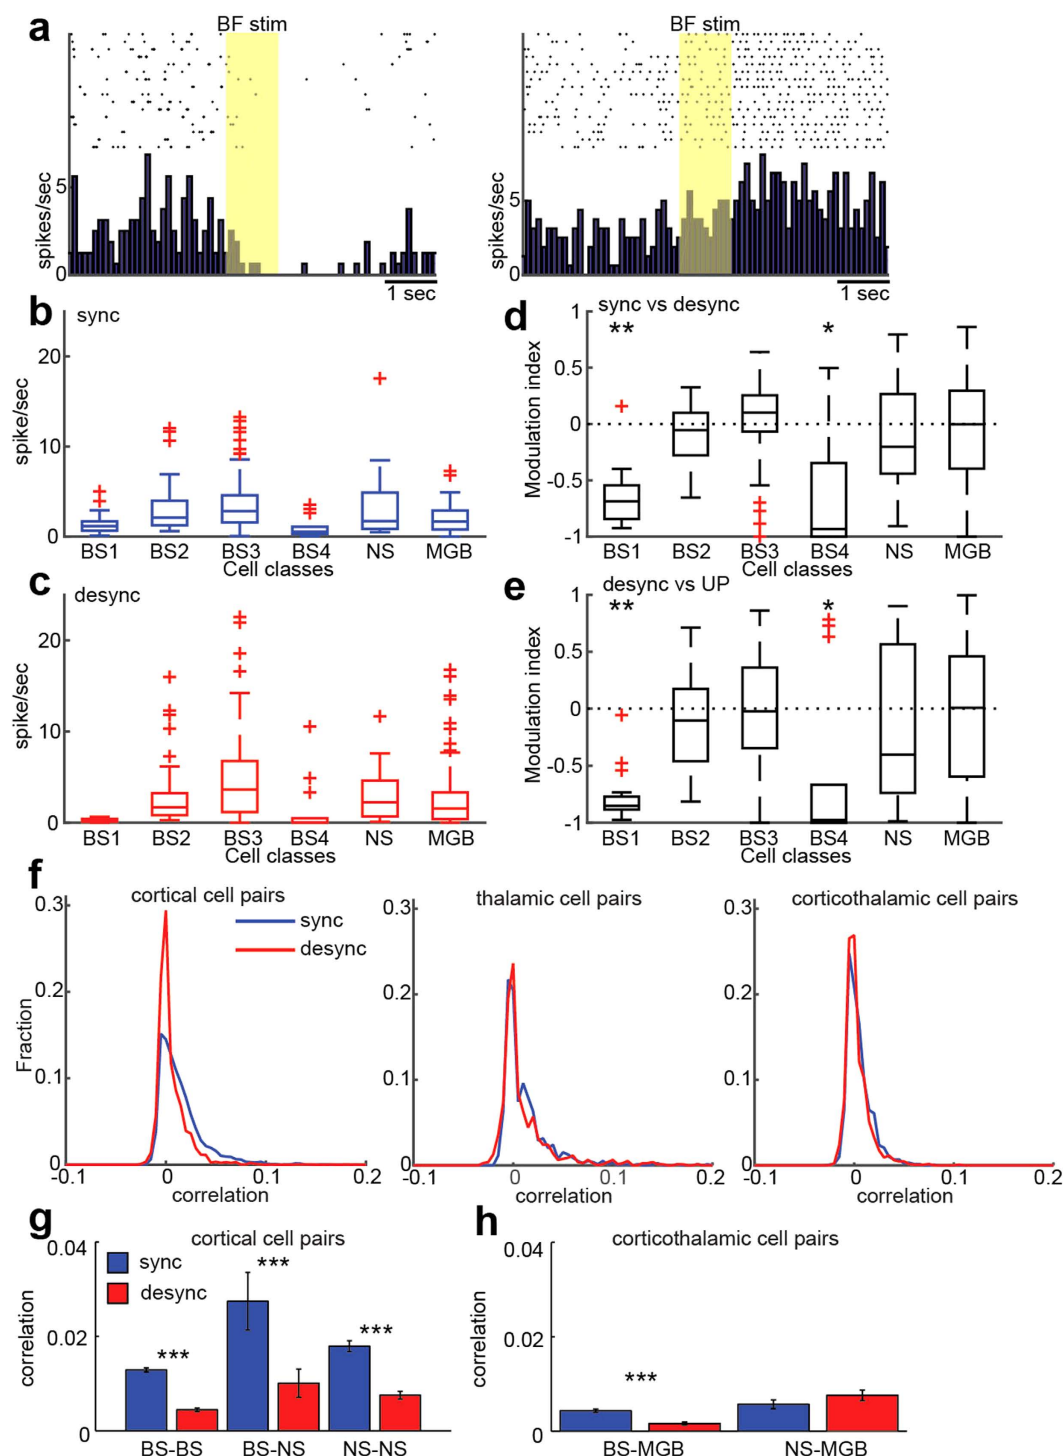 a
BF stim
BF stim
5
0
spikes/sec
1 sec
5
0
spikes/sec
1 sec
b
sync
20
10
0
spike/sec
BS1 BS2 BS3 BS4 NS MGB
Cell classes
c
desync
20
10
0
spike/sec
BS1 BS2 BS3 BS4 NS MGB
Cell classes
d
sync vs desync
1
0.5
0
-0.5
-1
Modulation index
** *
BS1 BS2 BS3 BS4 NS MGB
Cell classes
e
desync vs UP
1
0.5
0
-0.5
-1
Modulation index
** *
BS1 BS2 BS3 BS4 NS MGB
Cell classes
f
cortical cell pairs
sync
desync
0.3
0.2
0.1
0
Fraction
-0.1 0 0.1 0.2
correlation
thalamic cell pairs
0.3
0.2
0.1
0
-0.1 0 0.1 0.2
correlation
corticothalamic cell pairs
0.3
0.2
0.1
0
-0.1 0 0.1 0.2
correlation
g
cortical cell pairs
sync
desync
0.04
0.02
0
correlation
*** *** ***
BS-BS BS-NS NS-NS
h
corticothalamic cell pairs
0.04
0.02
0
correlation
***
BS-MGB NS-MGB